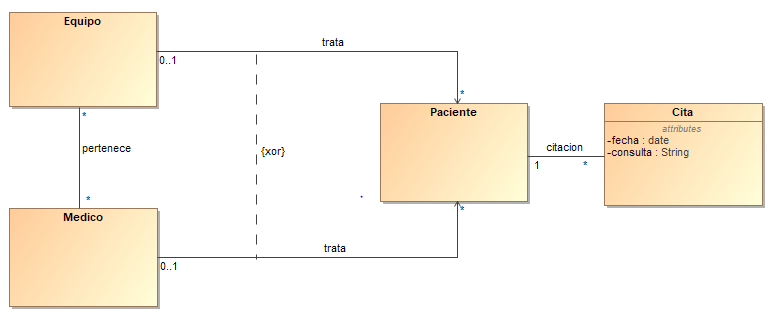 Equipo
trata
0..1
*
*
Paciente
Cita
attributes
-fecha : date
-consulta : String
pertenece
{xor}
citacion
1
*
*
Medico
*
trata
0..1